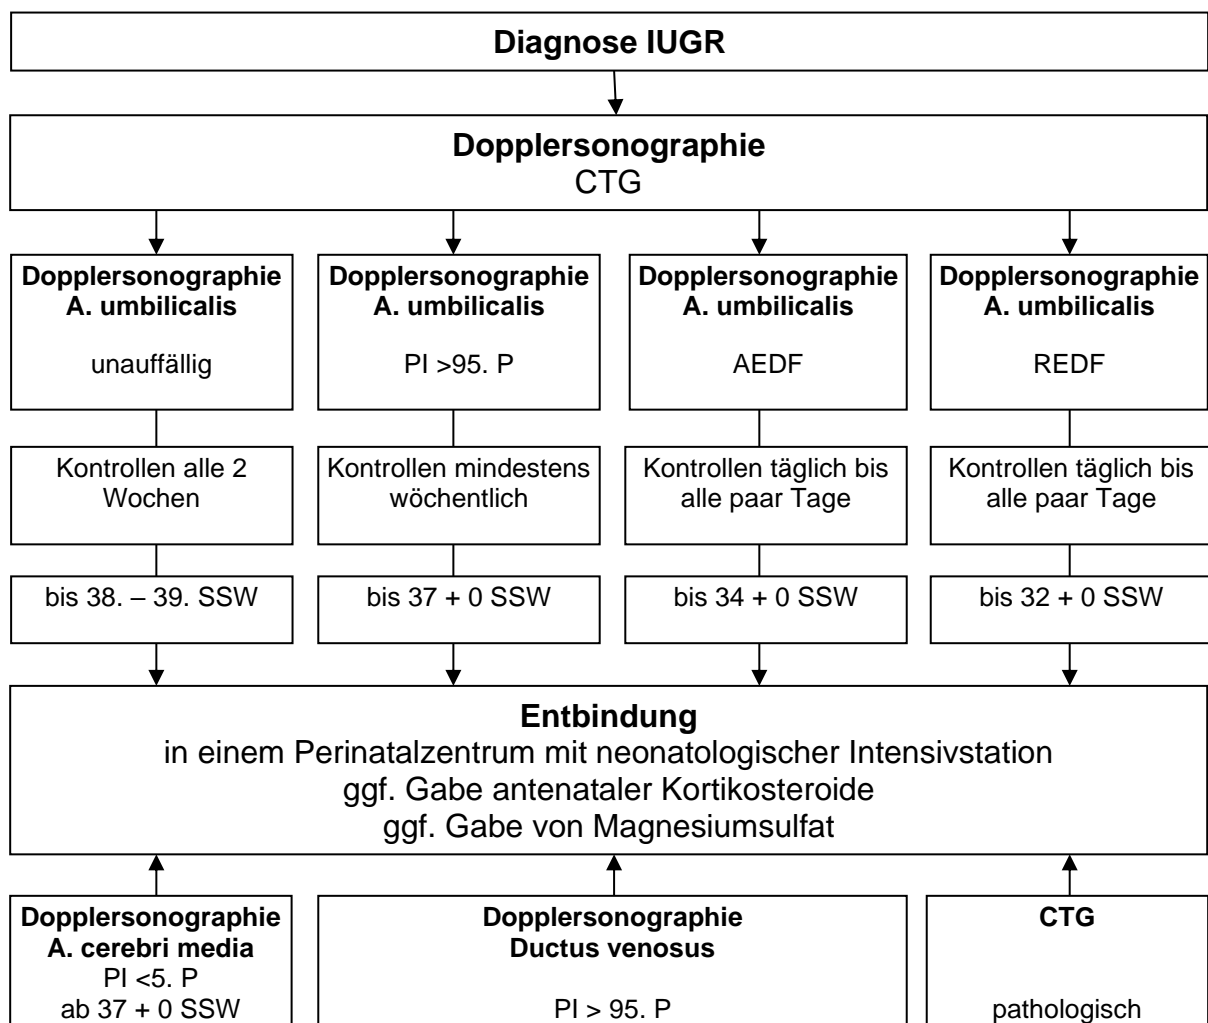 Diagnose IUGR
Dopplersonographie
CTG
Dopplersonographie
A. umbilicalis
unauffällig
Dopplersonographie
A. umbilicalis
PI >95. P
Dopplersonographie
A. umbilicalis
AEDF
Dopplersonographie
A. umbilicalis
REDF
Kontrollen alle 2
Wochen
Kontrollen mindestens
wöchentlich
Kontrollen täglich bis
alle paar Tage
Kontrollen täglich bis
alle paar Tage
bis 38. – 39. SSW
bis 37 + 0 SSW
bis 34 + 0 SSW
bis 32 + 0 SSW
Entbindung
in einem Perinatalzentrum mit neonatologischer Intensivstation
ggf. Gabe antenataler Kortikosteroide
ggf. Gabe von Magnesiumsulfat
Dopplersonographie
A. cerebri media
PI <5. P
ab 37 + 0 SSW
Dopplersonographie
Ductus venosus
PI > 95. P
CTG
pathologisch